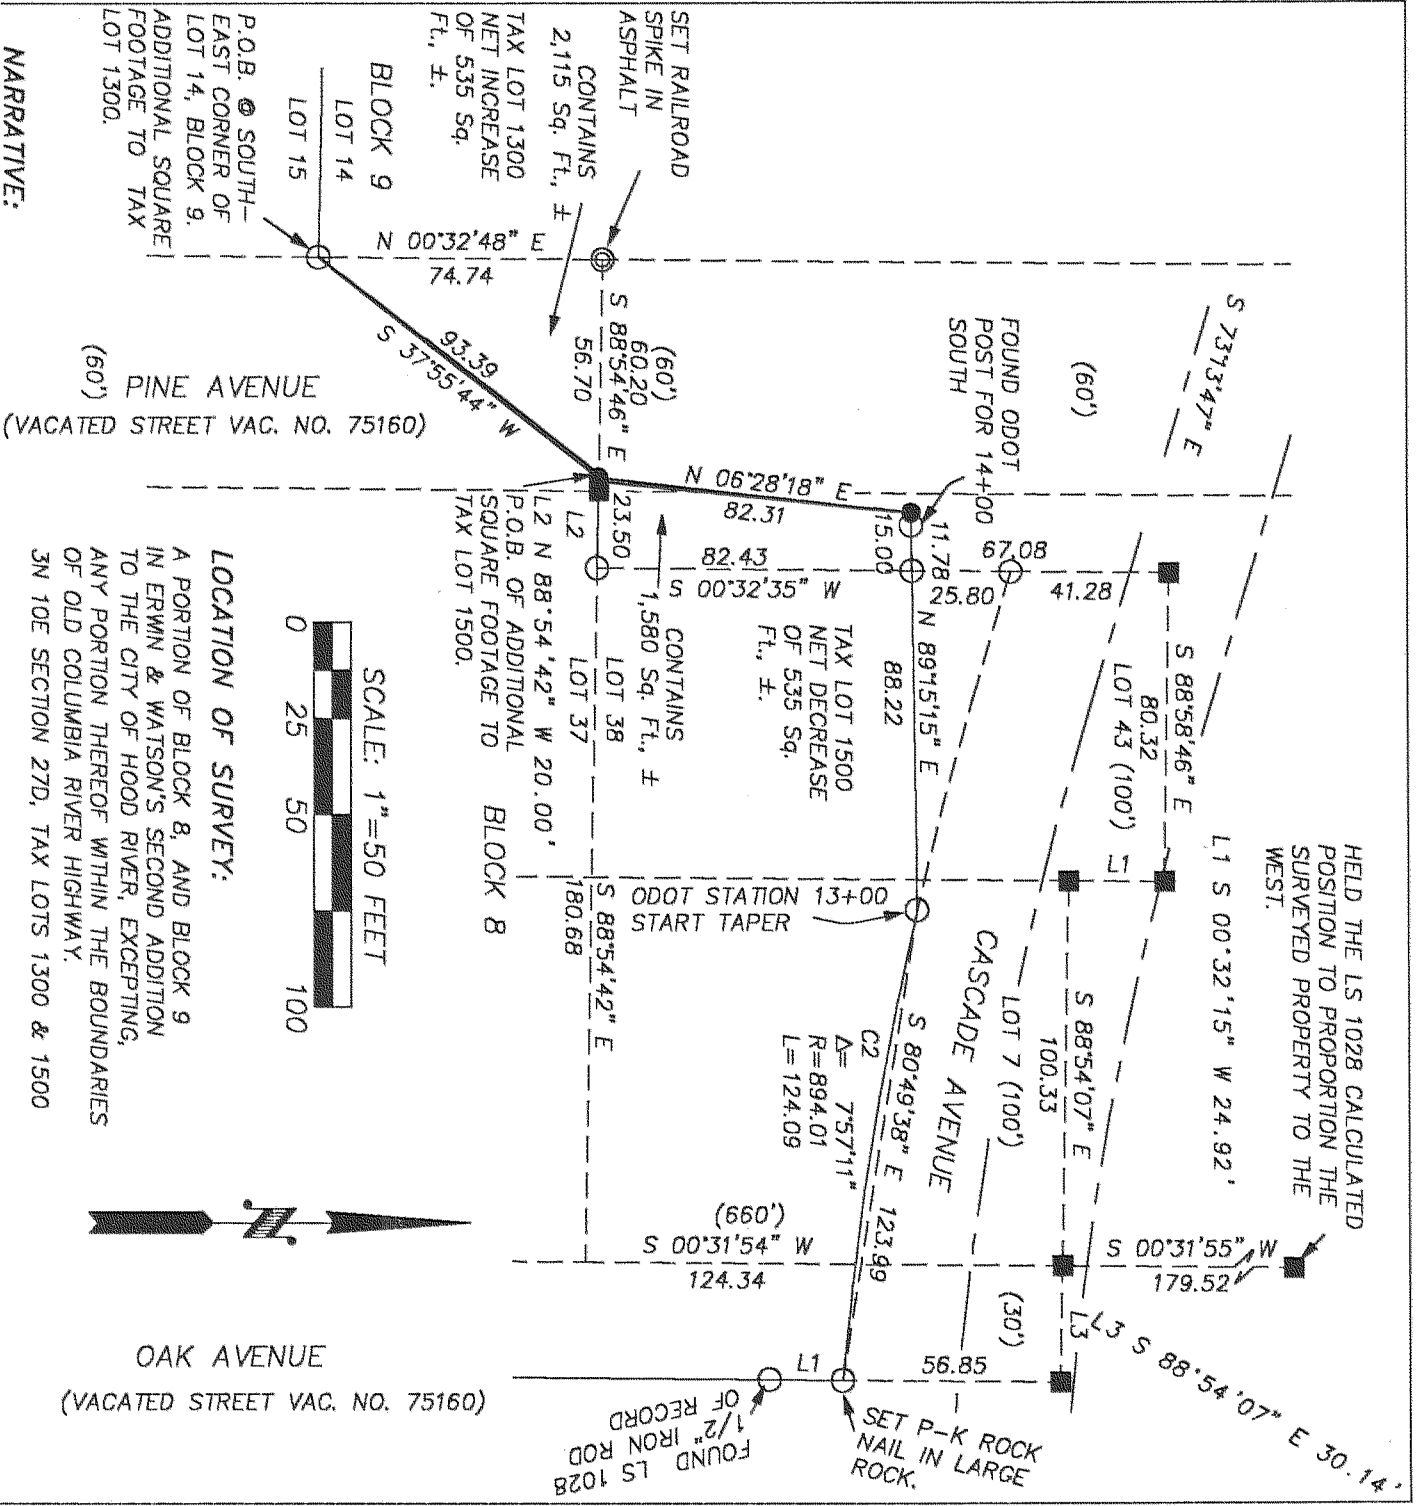 HELD THE LS 1028 CALCULATED
POSITION TO PROPORTION THE
SURVEYED PROPERTY TO THE
WEST.
L1 S 00°32'15" W 24.92'
S 00°31'55" W
179.52
L3
L3 S 88°54'07" E 30.14'
S 73°13'47" E
(60')
S 88°58'46" E
80.32
LOT 43 (100')
L1
S 88°54'07" E
100.33
LOT 7 (100')
CASCADE AVENUE
(30')
56.85
SET P-K ROCK
NAIL IN LARGE
ROCK.
L1
FOUND LS 1028
1/2" IRON ROD
OF RECORD
FOUND ODOT
POST FOR 14+00
SOUTH
11.78
15.00
67.08
25.80
41.28
N 89°15'15" E
88.22
S 80°49'38" E 123.99
C2
Δ= 7°57'11"
R=894.01
L=124.09
ODOT STATION 13+00
START TAPER
TAX LOT 1500
NET DECREASE
OF 535 Sq.
Ft., ±.
N 06°28'18" E
82.31
82.43
S 00°32'35" W
CONTAINS
1,580 Sq. Ft., ±
LOT 38
LOT 37
S 88°54'42" E
180.68
(660')
S 00°31'54" W
124.34
SET RAILROAD
SPIKE IN
ASPHALT
(60')
60.20
S 88°54'46" E
56.70
23.50
L2
L2 N 88°54'42" W 20.00'
P.O.B. OF ADDITIONAL
SQUARE FOOTAGE TO
TAX LOT 1500.
BLOCK 8
CONTAINS
2,115 Sq. Ft., ±
TAX LOT 1300
NET INCREASE
OF 535 Sq.
Ft., ±.
BLOCK 9
LOT 14
LOT 15
N 00°32'48" E
74.74
93.39
S 37°55'44" W
P.O.B. @ SOUTH-
EAST CORNER OF
LOT 14, BLOCK 9.
ADDITIONAL SQUARE
FOOTAGE TO TAX
LOT 1300.
(60') PINE AVENUE
(VACATED STREET VAC. NO. 75160)
OAK AVENUE
(VACATED STREET VAC. NO. 75160)
SCALE: 1"=50 FEET
0 25 50 100
N
LOCATION OF SURVEY:
A PORTION OF BLOCK 8, AND BLOCK 9
IN ERWIN & WATSON'S SECOND ADDITION
TO THE CITY OF HOOD RIVER, EXCEPTING,
ANY PORTION THEREOF WITHIN THE BOUNDARIES
OF OLD COLUMBIA RIVER HIGHWAY.
3N 10E SECTION 27D, TAX LOTS 1300 & 1500
NARRATIVE: